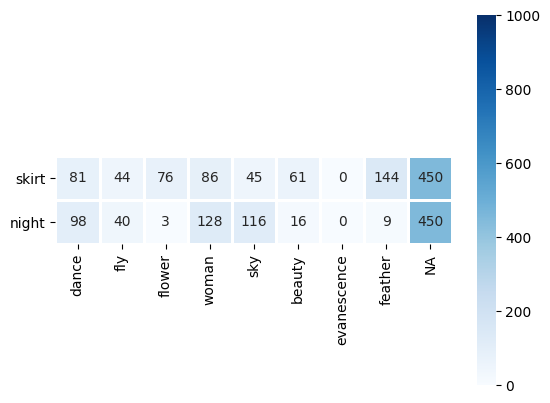 1000
800
600
400
200
0
skirt 81 44 76 86 45 61 0 144 450
night 98 40 3 128 116 16 0 9 450
dance fly flower woman sky beauty evanescence feather NA